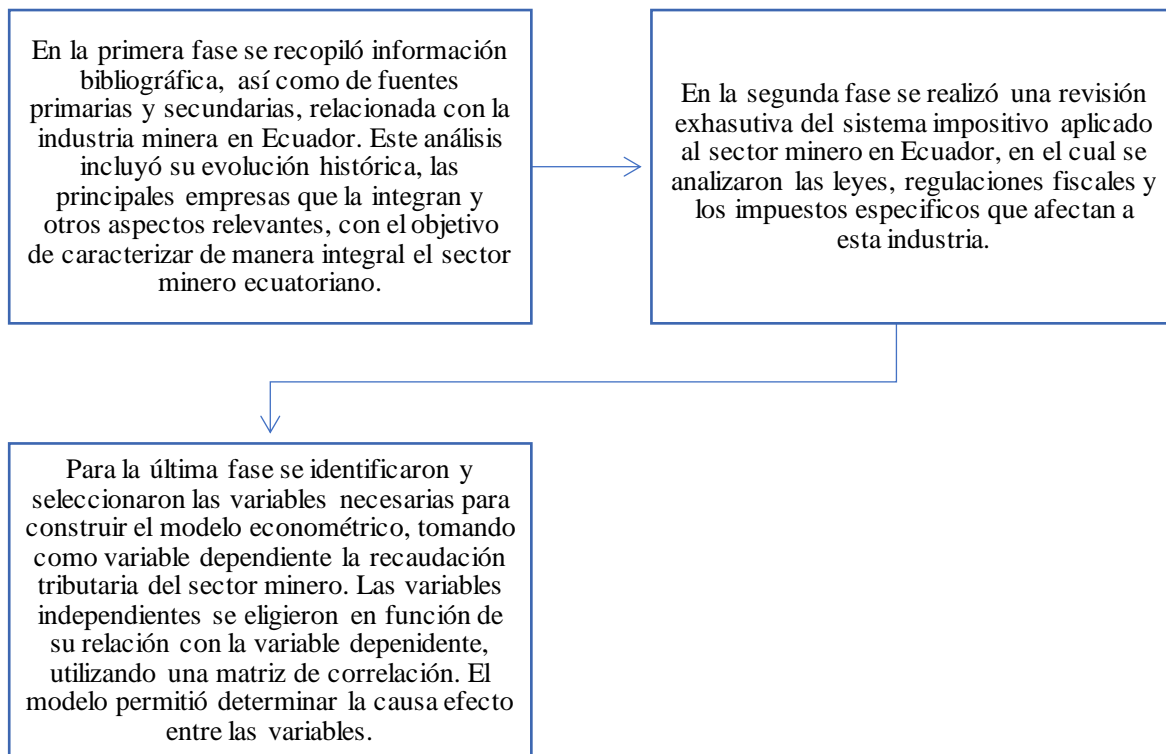 En la primera fase se recopiló información
bibliográfica, así como de fuentes
primarias y secundarias, relacionada con la
industria minera en Ecuador. Este análisis
incluyó su evolución histórica, las
principales empresas que la integran y
otros aspectos relevantes, con el objetivo
de caracterizar de manera integral el sector
minero ecuatoriano.
En la segunda fase se realizó una revisión
exhasutiva del sistema impositivo aplicado
al sector minero en Ecuador, en el cual se
analizaron las leyes, regulaciones fiscales y
los impuestos especificos que afectan a
esta industria.
Para la última fase se identificaron y
seleccionaron las variables necesarias para
construir el modelo econométrico, tomando
como variable dependiente la recaudación
tributaria del sector minero. Las variables
independientes se eligieron en función de
su relación con la variable depenidente,
utilizando una matriz de correlación. El
modelo permitió determinar la causa efecto
entre las variables.